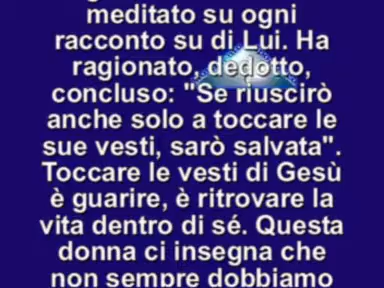 meditato su ogni
racconto su di Lui. Ha
ragionato, dedotto,
concluso: "Se riuscirò
anche solo a toccare le
sue vesti, sarò salvata".
Toccare le vesti di Gesù
è guarire, è ritrovare la
vita dentro di sé. Questa
donna ci insegna che
non sempre dobbiamo